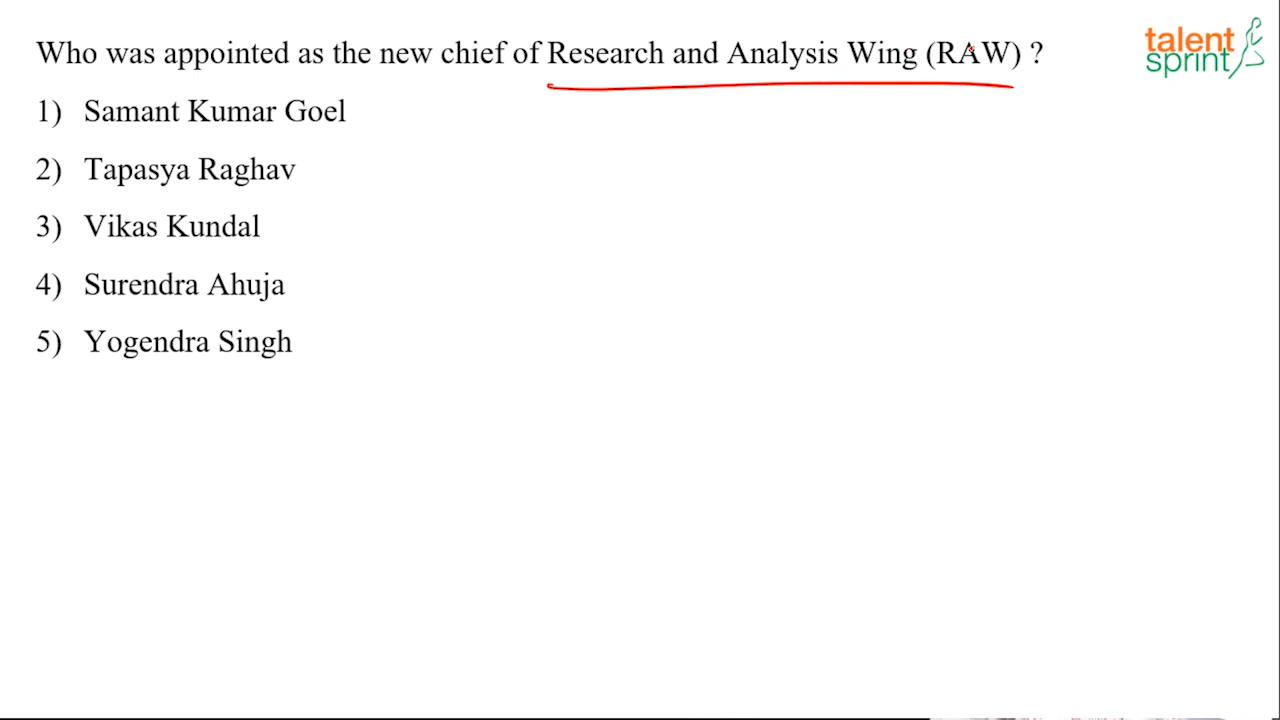 Who was appointed as the new chief of Research and Analysis Wing (RAW) ?
1) Samant Kumar Goel
2) Tapasya Raghav
3) Vikas Kundal
4) Surendra Ahuja
5) Yogendra Singh
talent
sprint